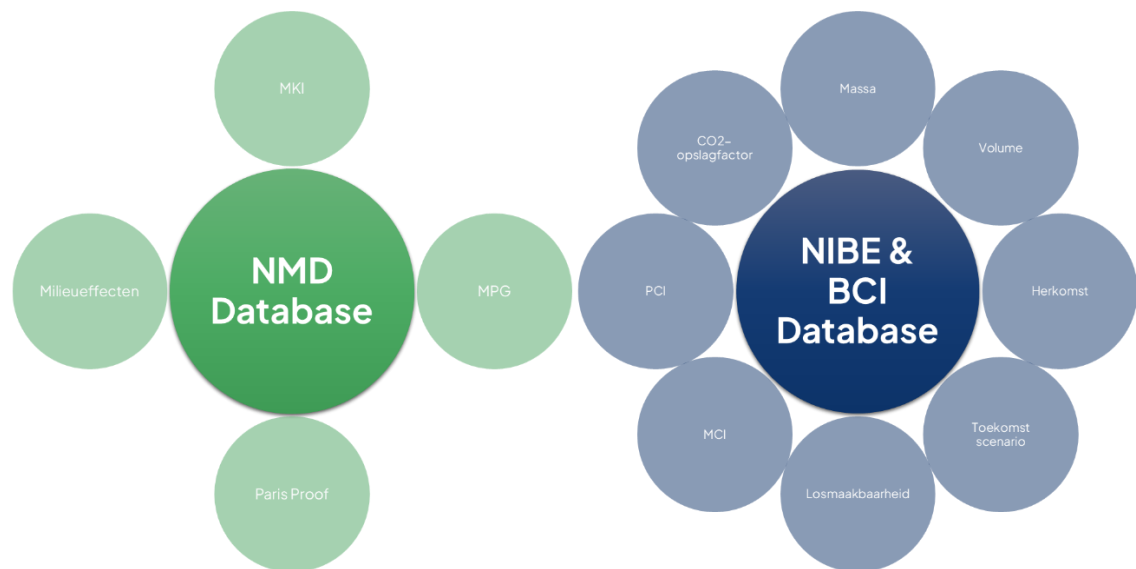 MKI
NMD
Database
Milieueffecten
MPG
Paris Proof
Massa
CO2-
opslagfactor
Volume
PCI
NIBE &
BCI
Database
Herkomst
MCI
Toekomst
scenario
Losmaakbaarheid